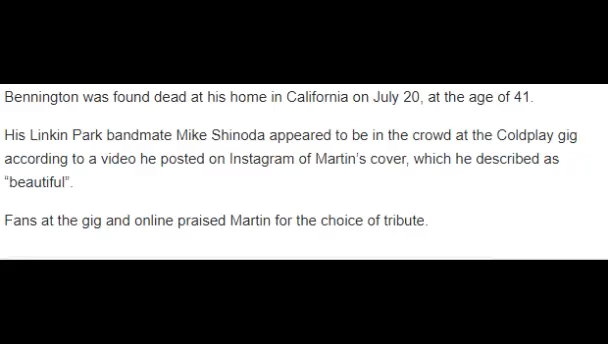 Bennington was found dead at his home in California on July 20, at the age of 41.
His Linkin Park bandmate Mike Shinoda appeared to be in the crowd at the Coldplay gig
according to a video he posted on Instagram of Martin's cover, which he described as
“beautiful”.
Fans at the gig and online praised Martin for the choice of tribute.